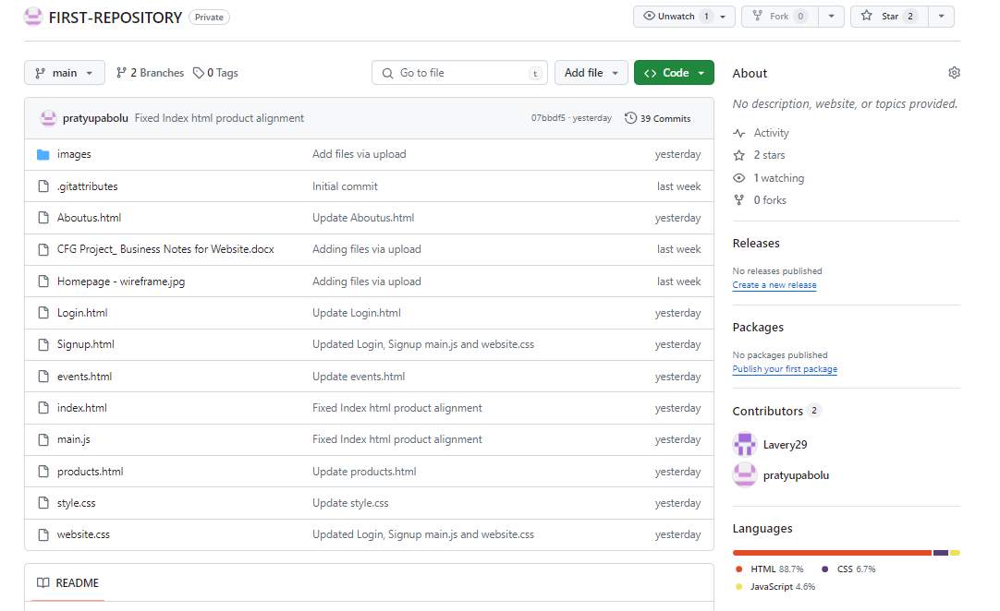 FIRST-REPOSITORY Private Unwatch 1 Fork 0 Star 2
main 2 Branches 0 Tags Go to file t Add file Code
pratyupabolu Fixed Index html product alignment 07bbdf5 · yesterday 39 Commits
images Add files via upload yesterday
.gitattributes Initial commit last week
Aboutus.html Update Aboutus.html yesterday
CFG Project_ Business Notes for Website.docx Adding files via upload last week
Homepage - wireframe.jpg Adding files via upload last week
Login.html Update Login.html yesterday
Signup.html Updated Login, Signup main.js and website.css yesterday
events.html Update events.html yesterday
index.html Fixed Index html product alignment yesterday
main.js Fixed Index html product alignment yesterday
products.html Update products.html yesterday
style.css Update style.css yesterday
website.css Updated Login, Signup main.js and website.css yesterday
README
About
No description, website, or topics provided.
Activity
2 stars
1 watching
0 forks
Releases
No releases published
Create a new release
Packages
No packages published
Publish your first package
Contributors 2
Lavery29
pratyupabolu
Languages
HTML 88.7% CSS 6.7%
JavaScript 4.6%